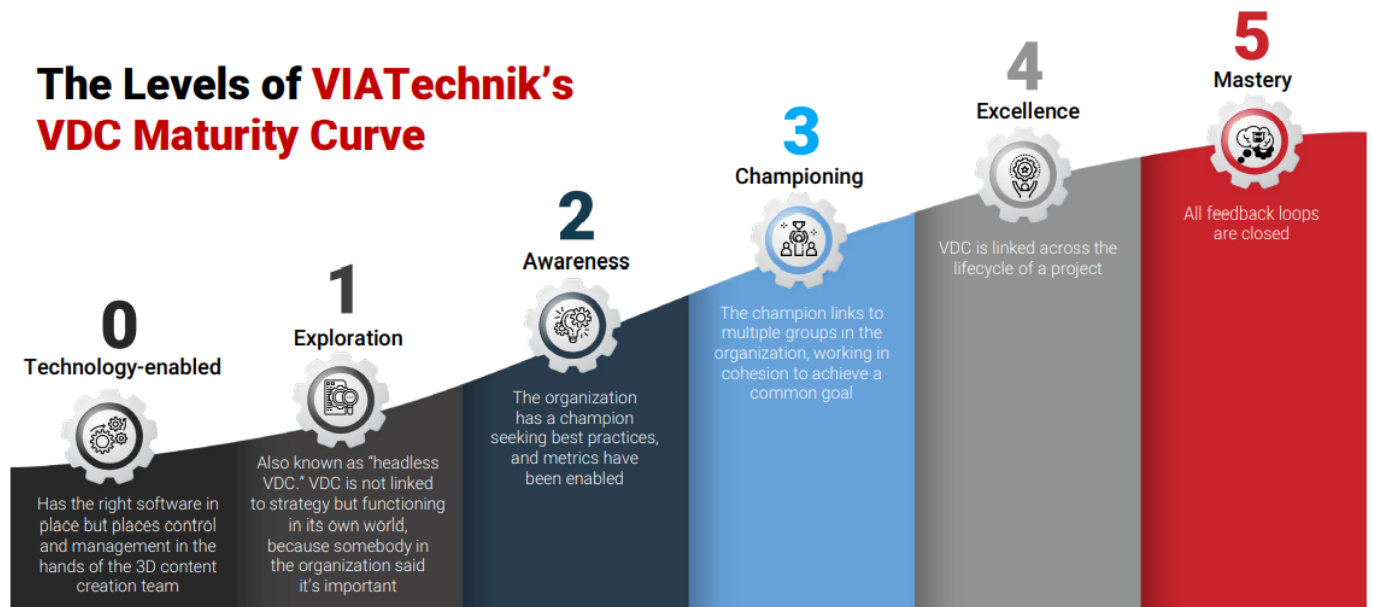 The Levels of VIATechnik’s
VDC Maturity Curve
0
Technology-enabled
Has the right software in
place but places control
and management in the
hands of the 3D content
creation team
1
Exploration
Also known as “headless
VDC.” VDC is not linked
to strategy but functioning
in its own world,
because somebody in
the organization said
it’s important
2
Awareness
The organization
has a champion
seeking best practices,
and metrics have
been enabled
3
Championing
The champion links to
multiple groups in the
organization, working in
cohesion to achieve a
common goal
4
Excellence
VDC is linked across the
lifecycle of a project
5
Mastery
All feedback loops
are closed